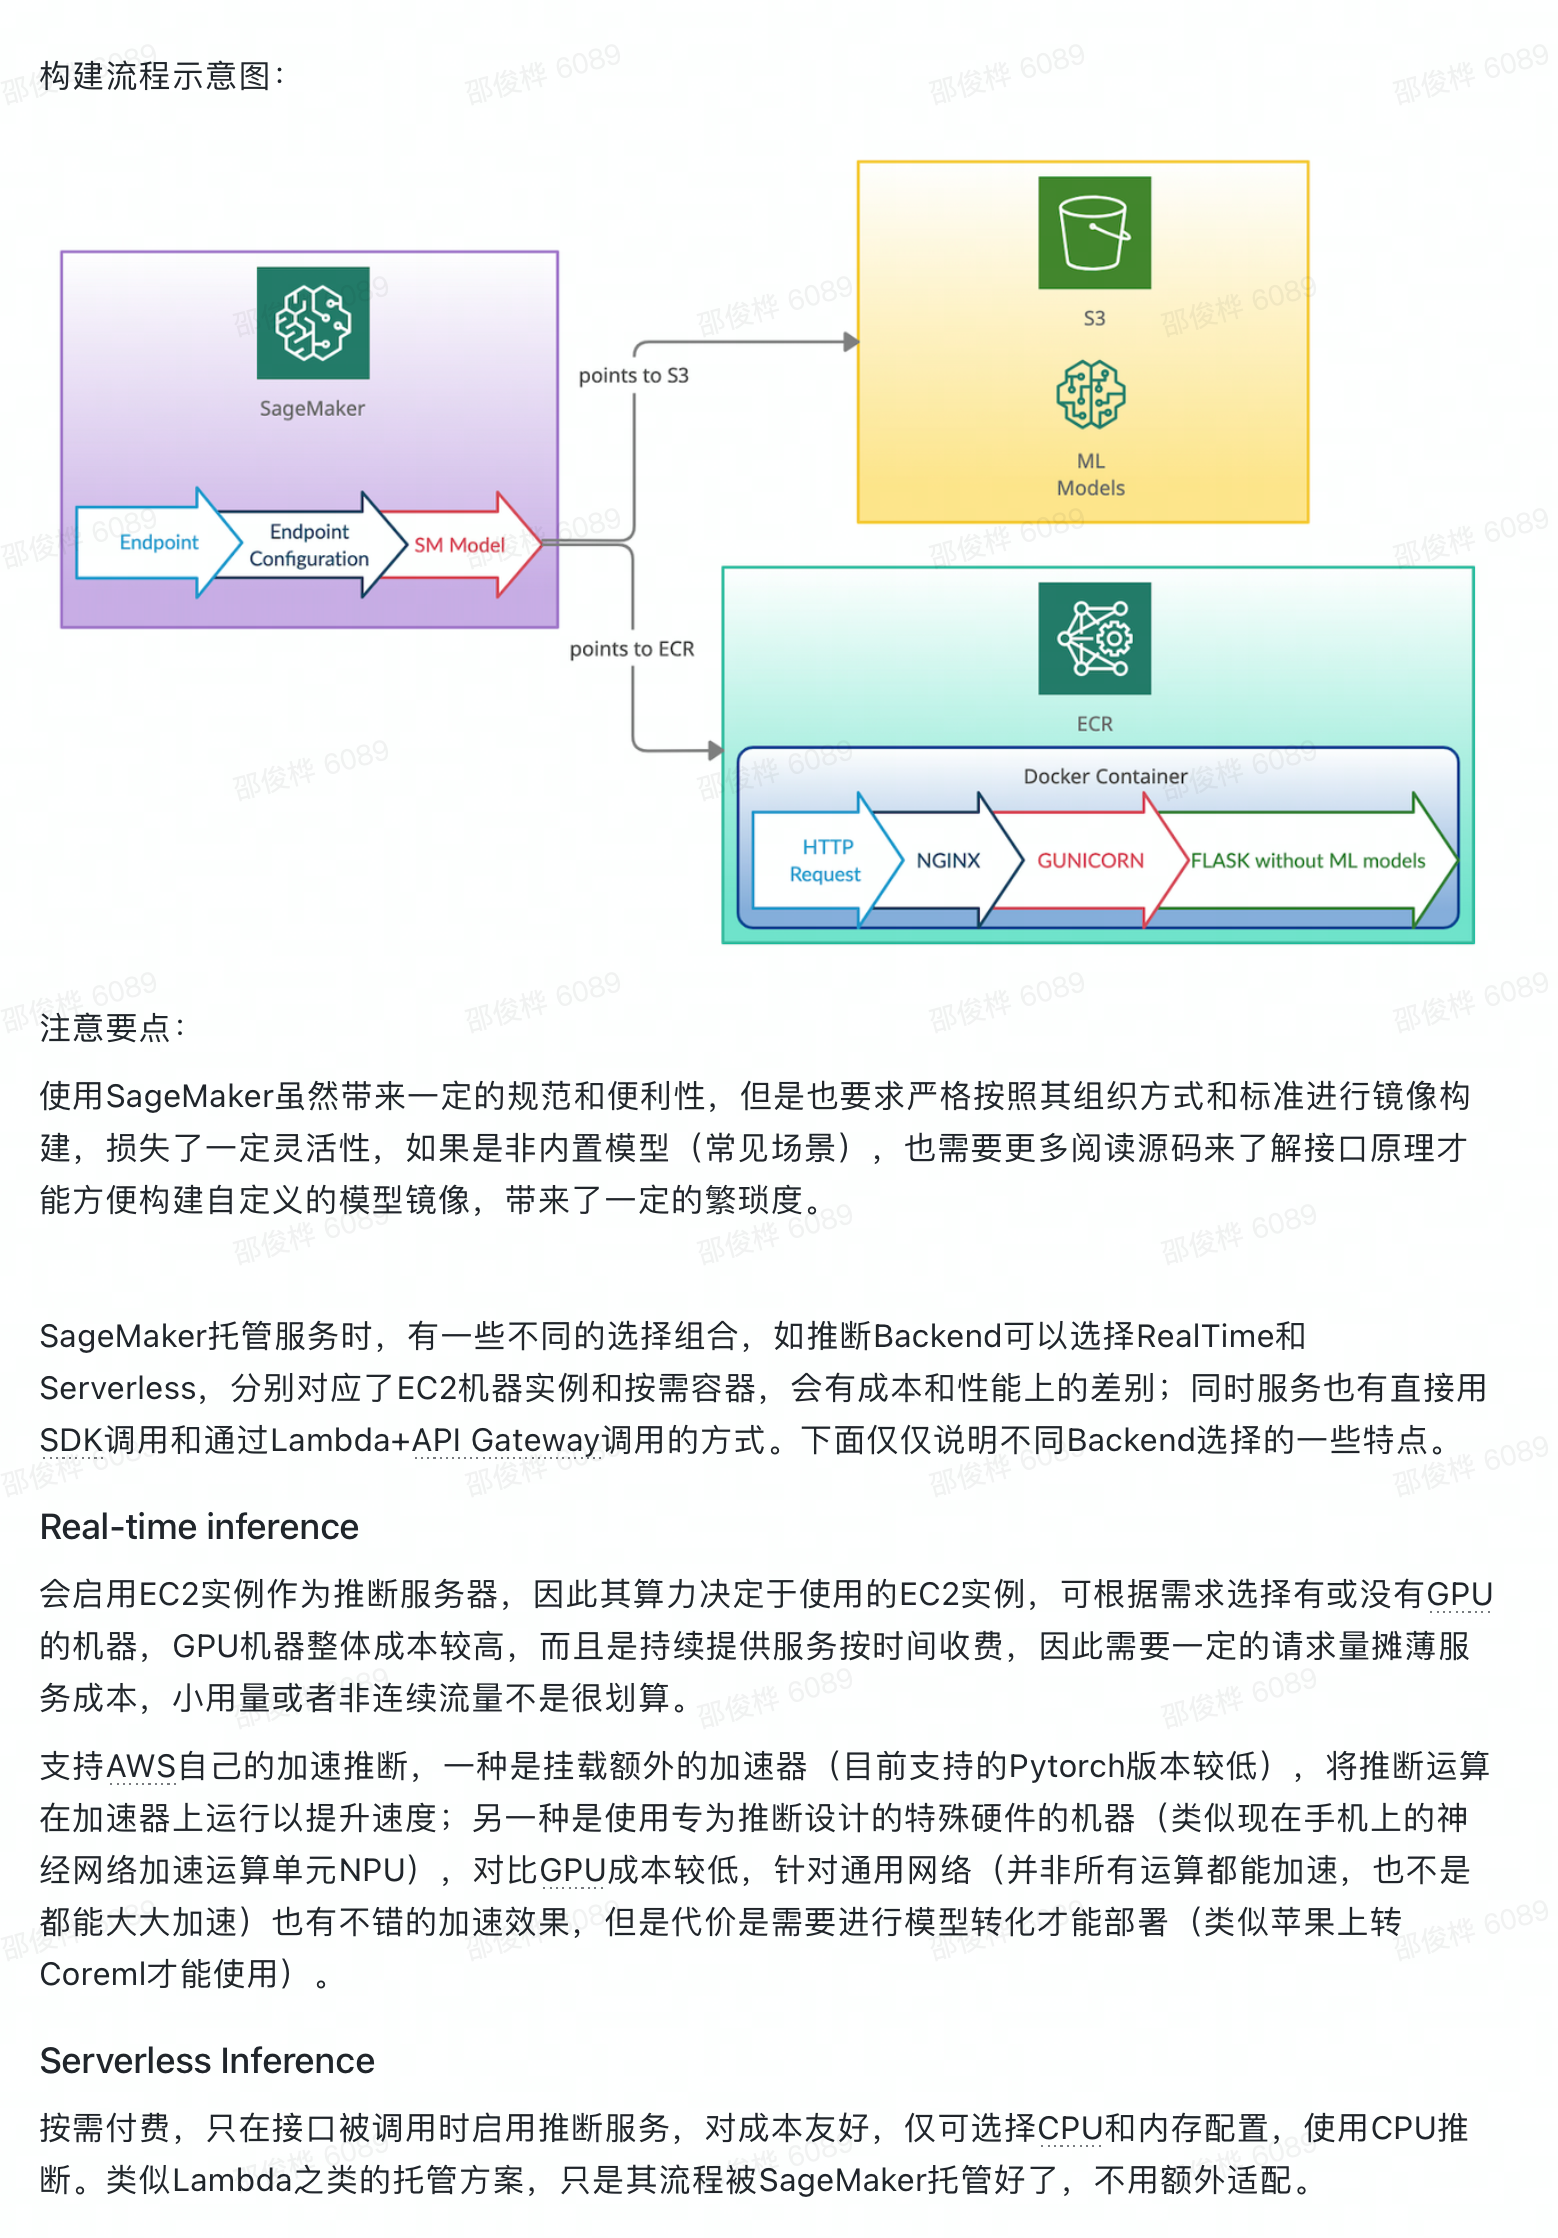 构建流程示意图：
S3
ML
Models
SageMaker
points to S3
Endpoint
Endpoint
Configuration
SM Model
points to ECR
ECR
Docker Container
HTTP
Request
NGINX
GUNICORN
FLASK without ML models
注意要点：
使用SageMaker虽然带来一定的规范和便利性，但是也要求严格按照其组织方式和标准进行镜像构
建，损失了一定灵活性，如果是非内置模型（常见场景），也需要更多阅读源码来了解接口原理才
能方便构建自定义的模型镜像，带来了一定的繁琐度。
SageMaker托管服务时，有一些不同的选择组合，如推断Backend可以选择RealTime和
Serverless，分别对应了EC2机器实例和按需容器，会有成本和性能上的差别；同时服务也有直接用
SDK调用和通过Lambda+API Gateway调用的方式。下面仅仅说明不同Backend选择的一些特点。
Real-time inference
会启用EC2实例作为推断服务器，因此其算力决定于使用的EC2实例，可根据需求选择有或没有GPU
的机器，GPU机器整体成本较高，而且是持续提供服务按时间收费，因此需要一定的请求量摊薄服
务成本，小用量或者非连续流量不是很划算。
支持AWS自己的加速推断，一种是挂载额外的加速器（目前支持的Pytorch版本较低），将推断运算
在加速器上运行以提升速度；另一种是使用专为推断设计的特殊硬件的机器（类似现在手机上的神
经网络加速运算单元NPU），对比GPU成本较低，针对通用网络（并非所有运算都能加速，也不是
都能大大加速）也有不错的加速效果，但是代价是需要进行模型转化才能部署（类似苹果上转
Coreml才能使用）。
Serverless Inference
按需付费，只在接口被调用时启用推断服务，对成本友好，仅可选择CPU和内存配置，使用CPU推
断。类似Lambda之类的托管方案，只是其流程被SageMaker托管好了，不用额外适配。
邵俊桦 6089